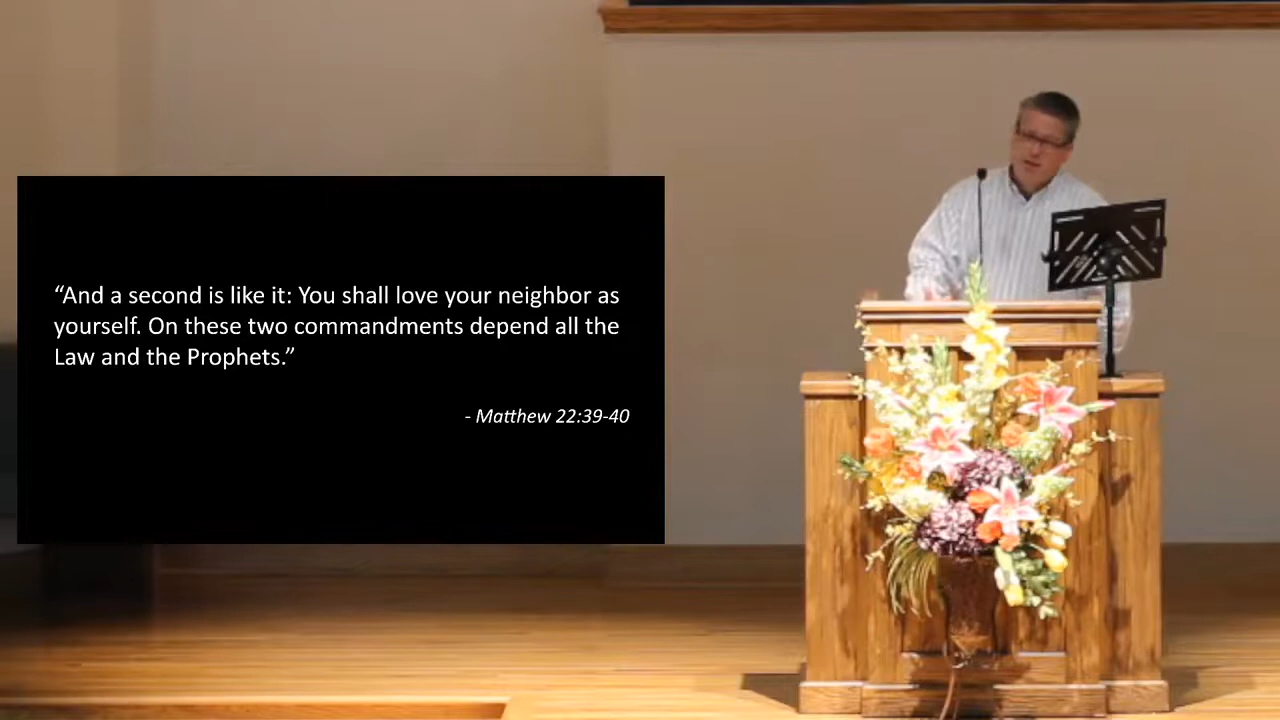 “And a second is like it: You shall love your neighbor as
yourself. On these two commandments depend all the
Law and the Prophets.”
- Matthew 22:39-40